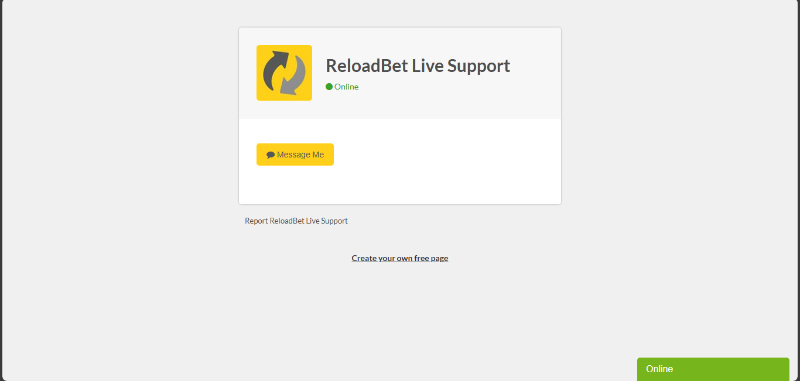 ReloadBet Live Support
Online
Message Me
Report ReloadBet Live Support
Create your own free page
Online